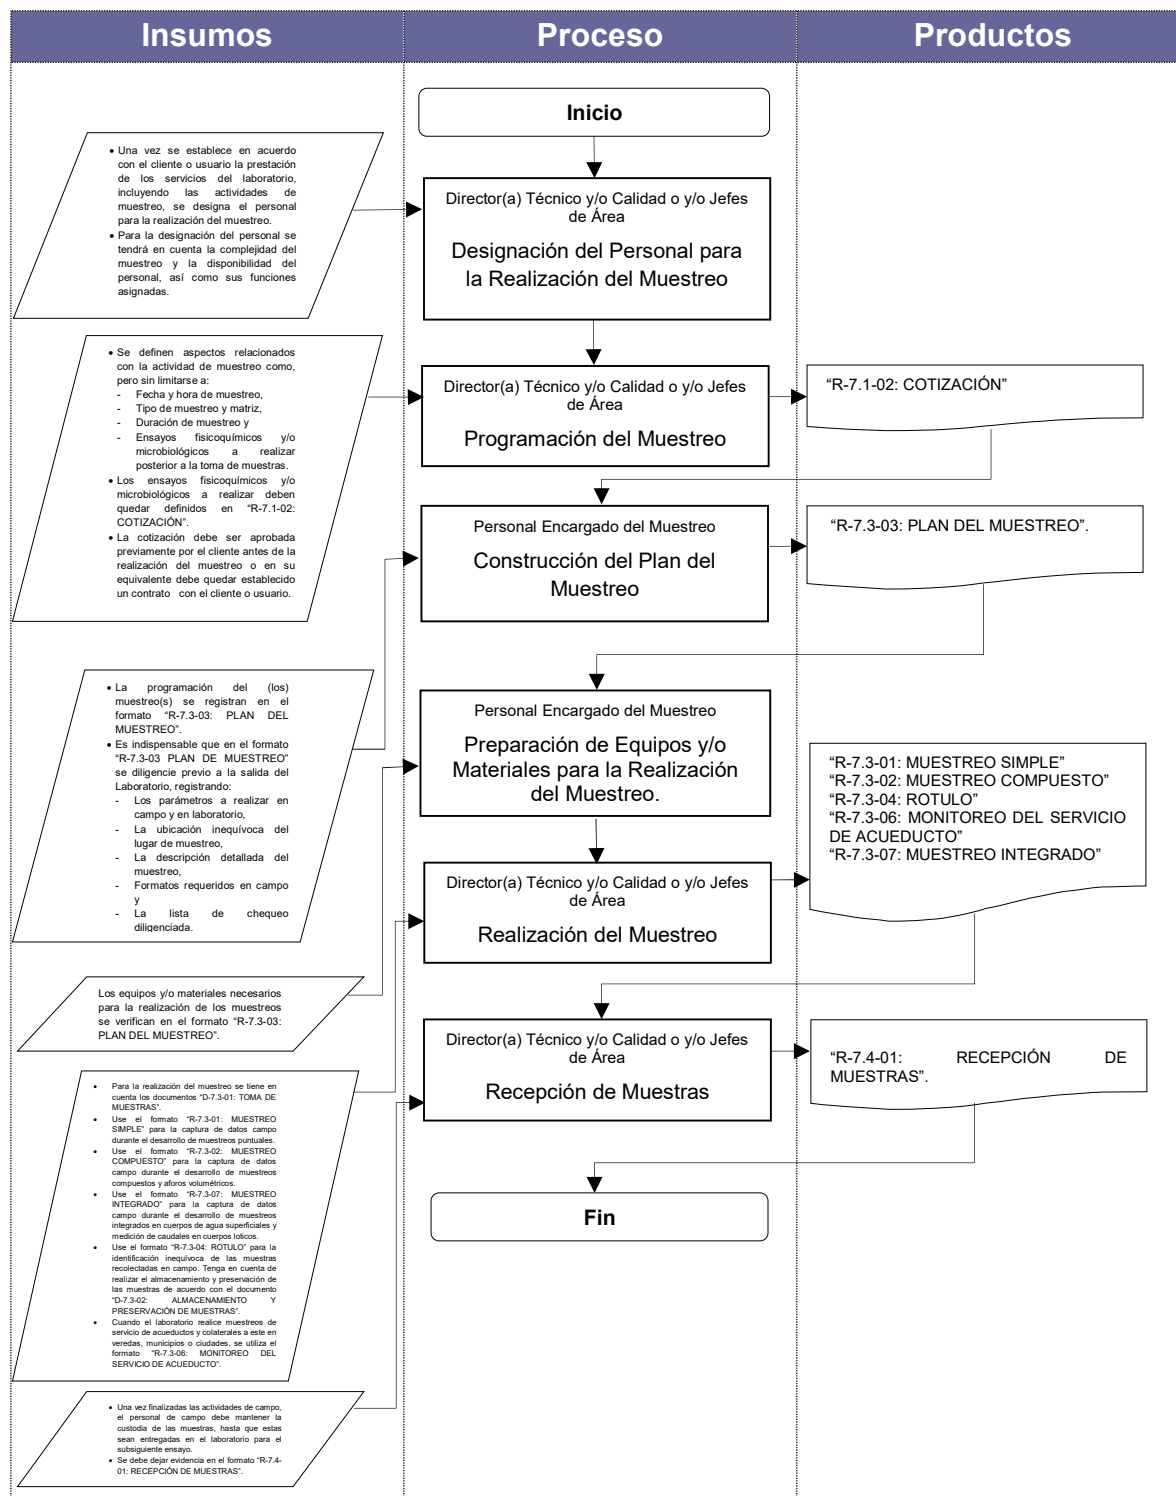 Insumos
Proceso
Productos
Inicio
• Una vez se establece en acuerdo
con el cliente o usuario la prestación
de los servicios del laboratorio,
incluyendo las actividades de
muestreo, se designa el personal
para la realización del muestreo.
• Para la designación del personal se
tendrá en cuenta la complejidad del
muestreo y la disponibilidad del
personal, así como sus funciones
asignadas.
Director(a) Técnico y/o Calidad o y/o Jefes
de Área
Designación del Personal para
la Realización del Muestreo
• Se definen aspectos relacionados
con la actividad de muestreo como,
pero sin limitarse a:
- Fecha y hora de muestreo,
- Tipo de muestreo y matriz,
- Duración de muestreo y
- Ensayos fisicoquímicos y/o
microbiológicos a realizar
posterior a la toma de muestras.
• Los ensayos fisicoquímicos y/o
microbiológicos a realizar deben
quedar definidos en “R-7.1-02:
COTIZACIÓN”.
• La cotización debe ser aprobada
previamente por el cliente antes de la
realización del muestreo o en su
equivalente debe quedar establecido
un contrato con el cliente o usuario.
Director(a) Técnico y/o Calidad o y/o Jefes
de Área
Programación del Muestreo
“R-7.1-02: COTIZACIÓN”
Personal Encargado del Muestreo
Construcción del Plan del
Muestreo
“R-7.3-03: PLAN DEL MUESTREO”.
• La programación del (los)
muestreo(s) se registran en el
formato “R-7.3-03: PLAN DEL
MUESTREO”.
• Es indispensable que en el formato
“R-7.3-03 PLAN DE MUESTREO”
se diligencie previo a la salida del
Laboratorio, registrando:
- Los parámetros a realizar en
campo y en laboratorio,
- La ubicación inequívoca del
lugar de muestreo,
- La descripción detallada del
muestreo,
- Formatos requeridos en campo
y
- La lista de chequeo
diligenciada.
Personal Encargado del Muestreo
Preparación de Equipos y/o
Materiales para la Realización
del Muestreo.
Los equipos y/o materiales necesarios
para la realización de los muestreos
se verifican en el formato “R-7.3-03:
PLAN DEL MUESTREO”.
Director(a) Técnico y/o Calidad o y/o Jefes
de Área
Realización del Muestreo
“R-7.3-01: MUESTREO SIMPLE”
“R-7.3-02: MUESTREO COMPUESTO”
“R-7.3-04: ROTULO”
“R-7.3-06: MONITOREO DEL SERVICIO
DE ACUEDUCTO”
“R-7.3-07: MUESTREO INTEGRADO”
• Para la realización del muestreo se tiene en
cuenta los documentos “D-7.3-01: TOMA DE
MUESTRAS”.
• Use el formato “R-7.3-01: MUESTREO
SIMPLE” para la captura de datos campo
durante el desarrollo de muestreos puntuales.
• Use el formato “R-7.3-02: MUESTREO
COMPUESTO” para la captura de datos
campo durante el desarrollo de muestreos
compuestos y aforos volumétricos.
• Use el formato “R-7.3-07: MUESTREO
INTEGRADO” para la captura de datos
campo durante el desarrollo de muestreos
integrados en cuerpos de agua superficiales y
medición de caudales en cuerpos loticos.
• Use el formato “R-7.3-04: ROTULO” para la
identificación inequívoca de las muestras
recolectadas en campo. Tenga en cuenta de
realizar el almacenamiento y preservación de
las muestras de acuerdo con el documento
“D-7.3-02: ALMACENAMIENTO Y
PRESERVACIÓN DE MUESTRAS”.
• Cuando el laboratorio realice muestreos de
servicio de acueductos y colaterales a este en
veredas, municipios o ciudades, se utiliza el
formato “R-7.3-06: MONITOREO DEL
SERVICIO DE ACUEDUCTO”.
Director(a) Técnico y/o Calidad o y/o Jefes
de Área
Recepción de Muestras
“R-7.4-01: RECEPCIÓN DE
MUESTRAS”.
• Una vez finalizadas las actividades de campo,
el personal de campo debe mantener la
custodia de las muestras, hasta que estas
sean entregadas en el laboratorio para el
subsiguiente ensayo.
• Se debe dejar evidencia en el formato “R-7.4-
01: RECEPCIÓN DE MUESTRAS”.
Fin